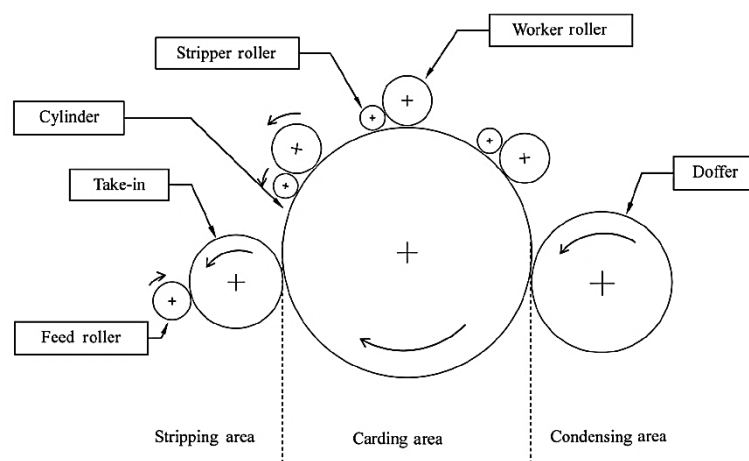 Worker roller
Stripper roller
Cylinder
Take-in
Doffer
Feed roller
Stripping area
Carding area
Condensing area